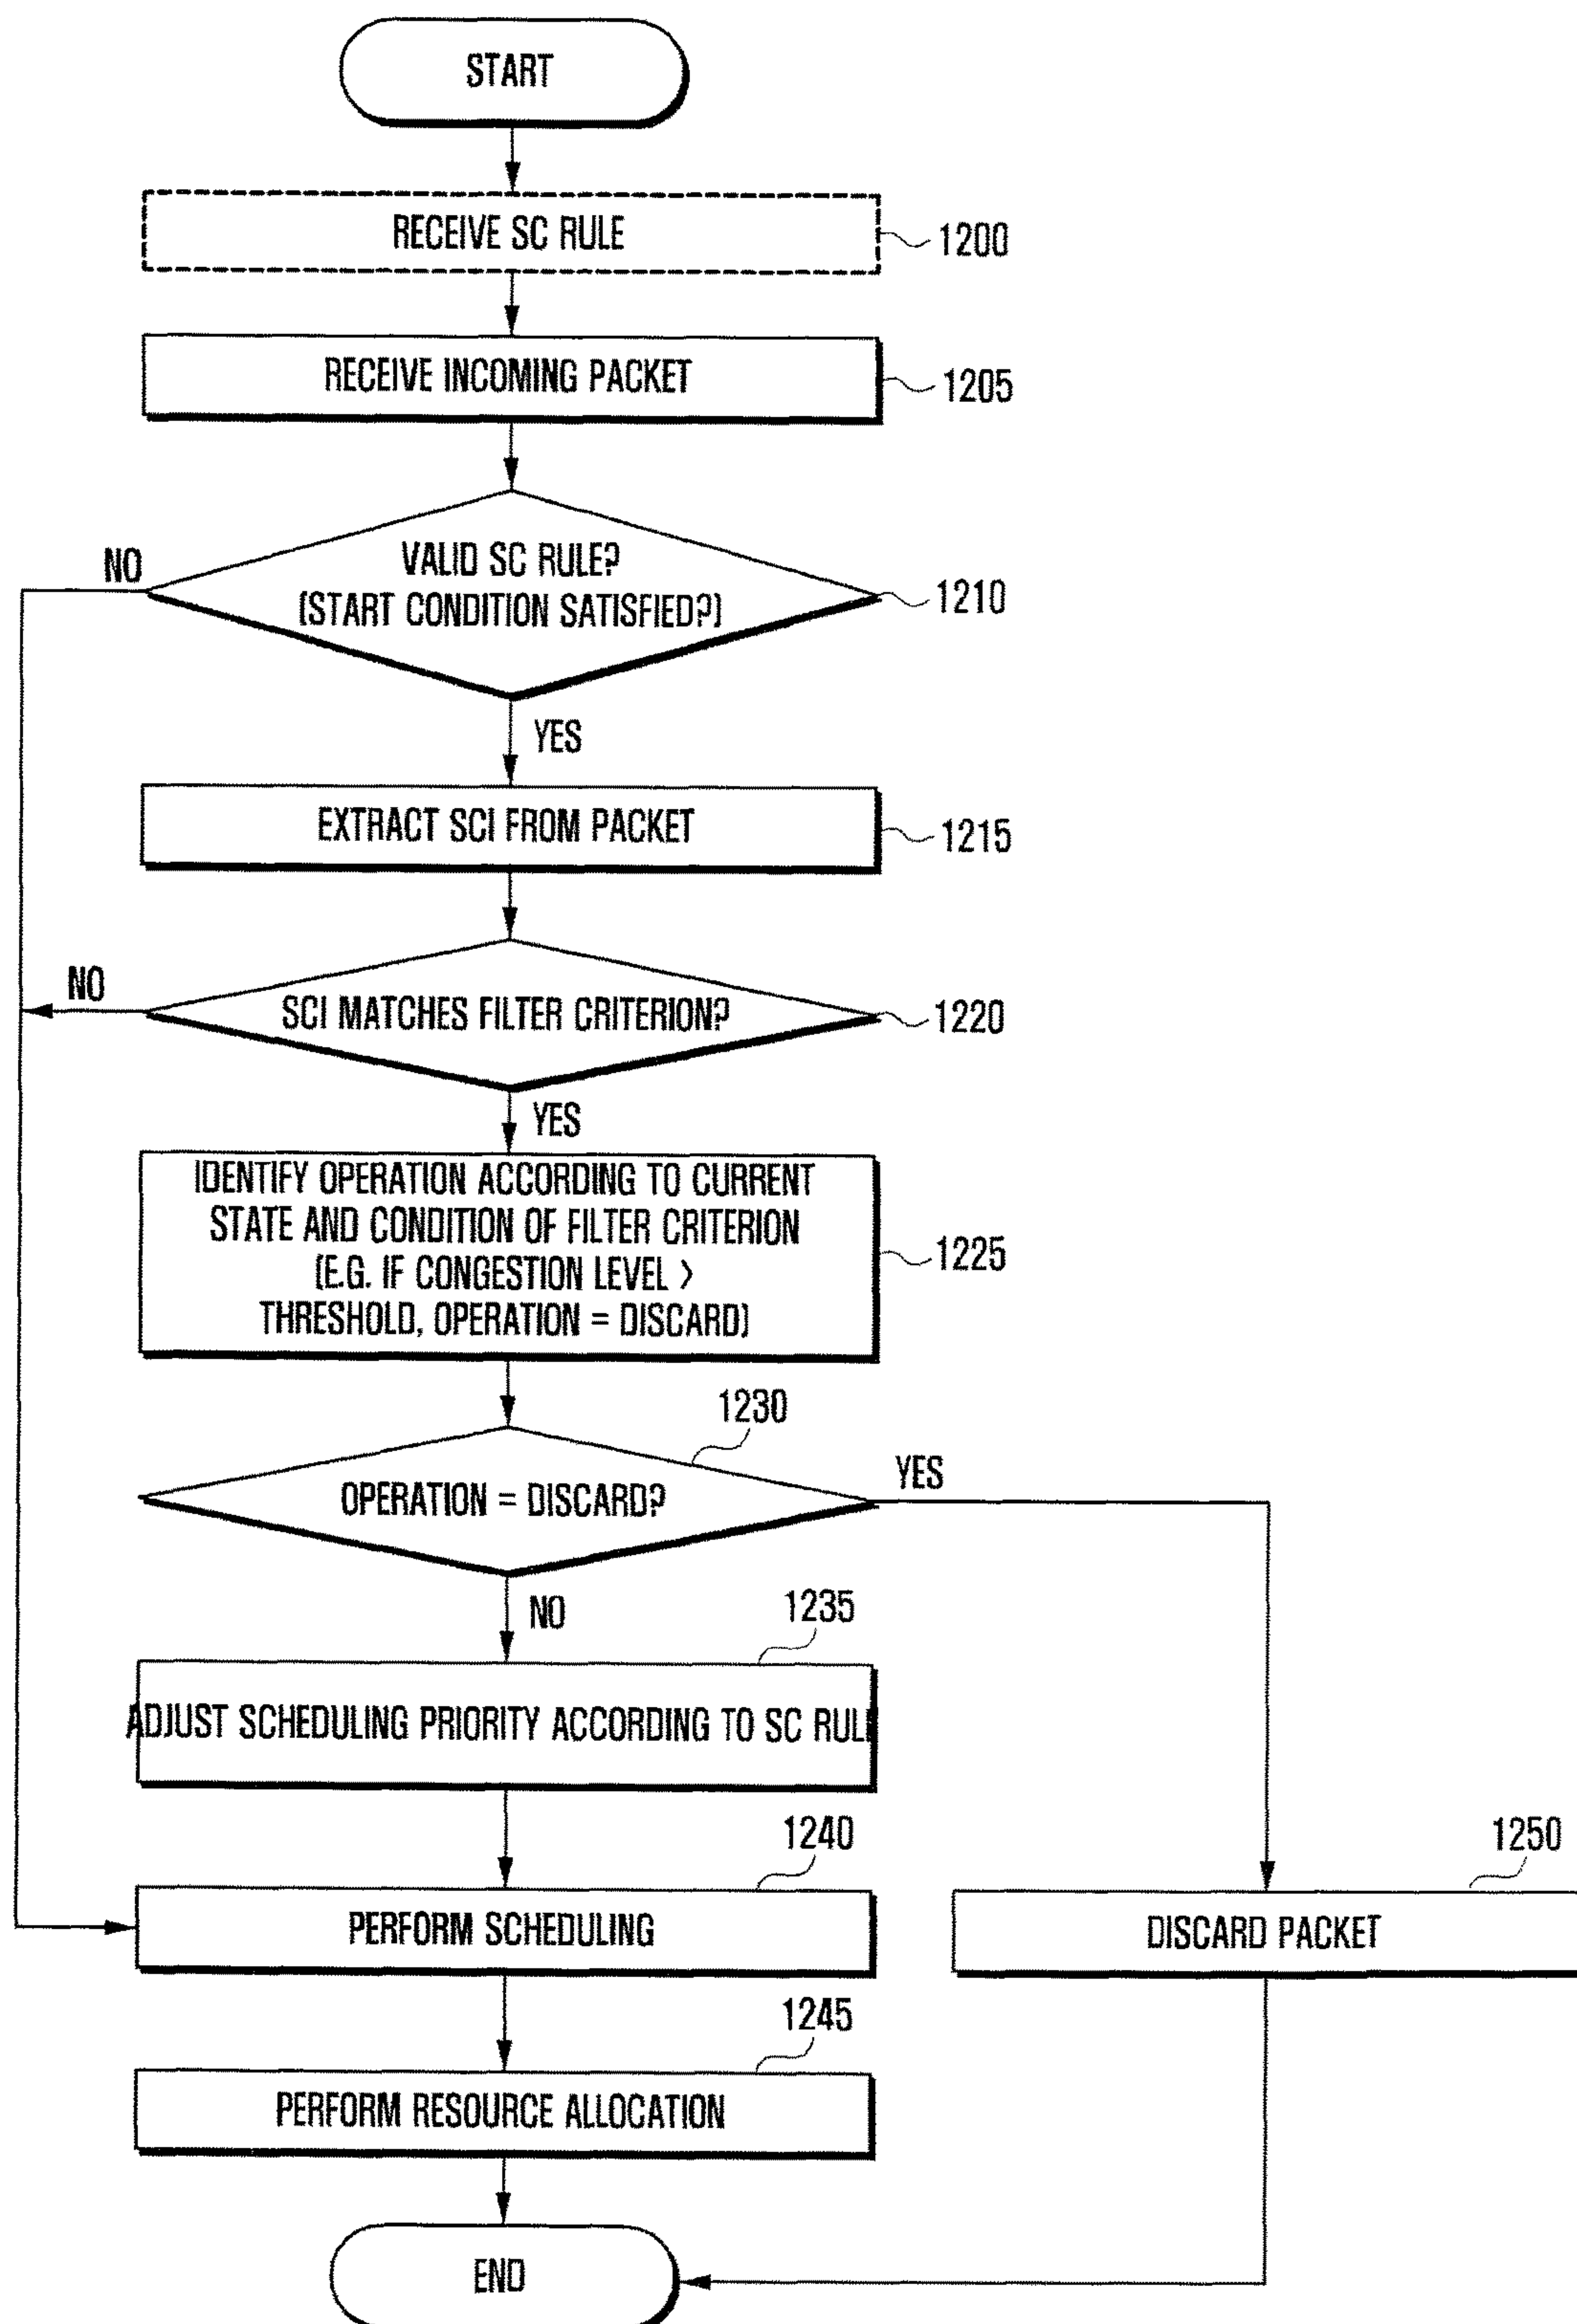 START
RECEIVE SC RULE
1200
RECEIVE INCOMING PACKET
1205
NO
VALID SC RULE?
(START CONDITION SATISFIED?)
1210
YES
EXTRACT SCI FROM PACKET
1215
NO
SCI MATCHES FILTER CRITERION?
1220
YES
IDENTIFY OPERATION ACCORDING TO CURRENT
STATE AND CONDITION OF FILTER CRITERION
(E.G. IF CONGESTION LEVEL >
THRESHOLD, OPERATION = DISCARD)
1225
1230
OPERATION = DISCARD?
YES
NO
1235
ADJUST SCHEDULING PRIORITY ACCORDING TO SC RULE
1240
PERFORM SCHEDULING
1250
DISCARD PACKET
1245
PERFORM RESOURCE ALLOCATION
END